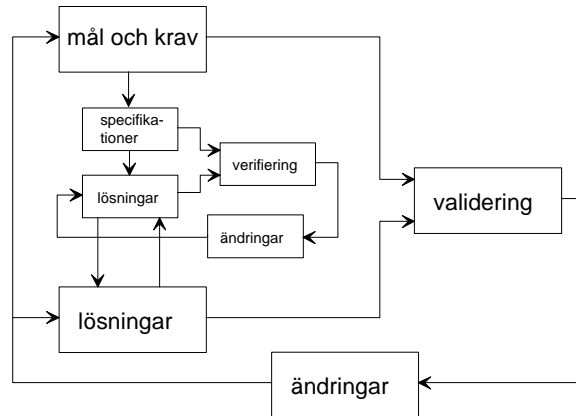 mål och krav
specifika-
tioner
verifiering
lösningar
validering
ändringar
lösningar
ändringar